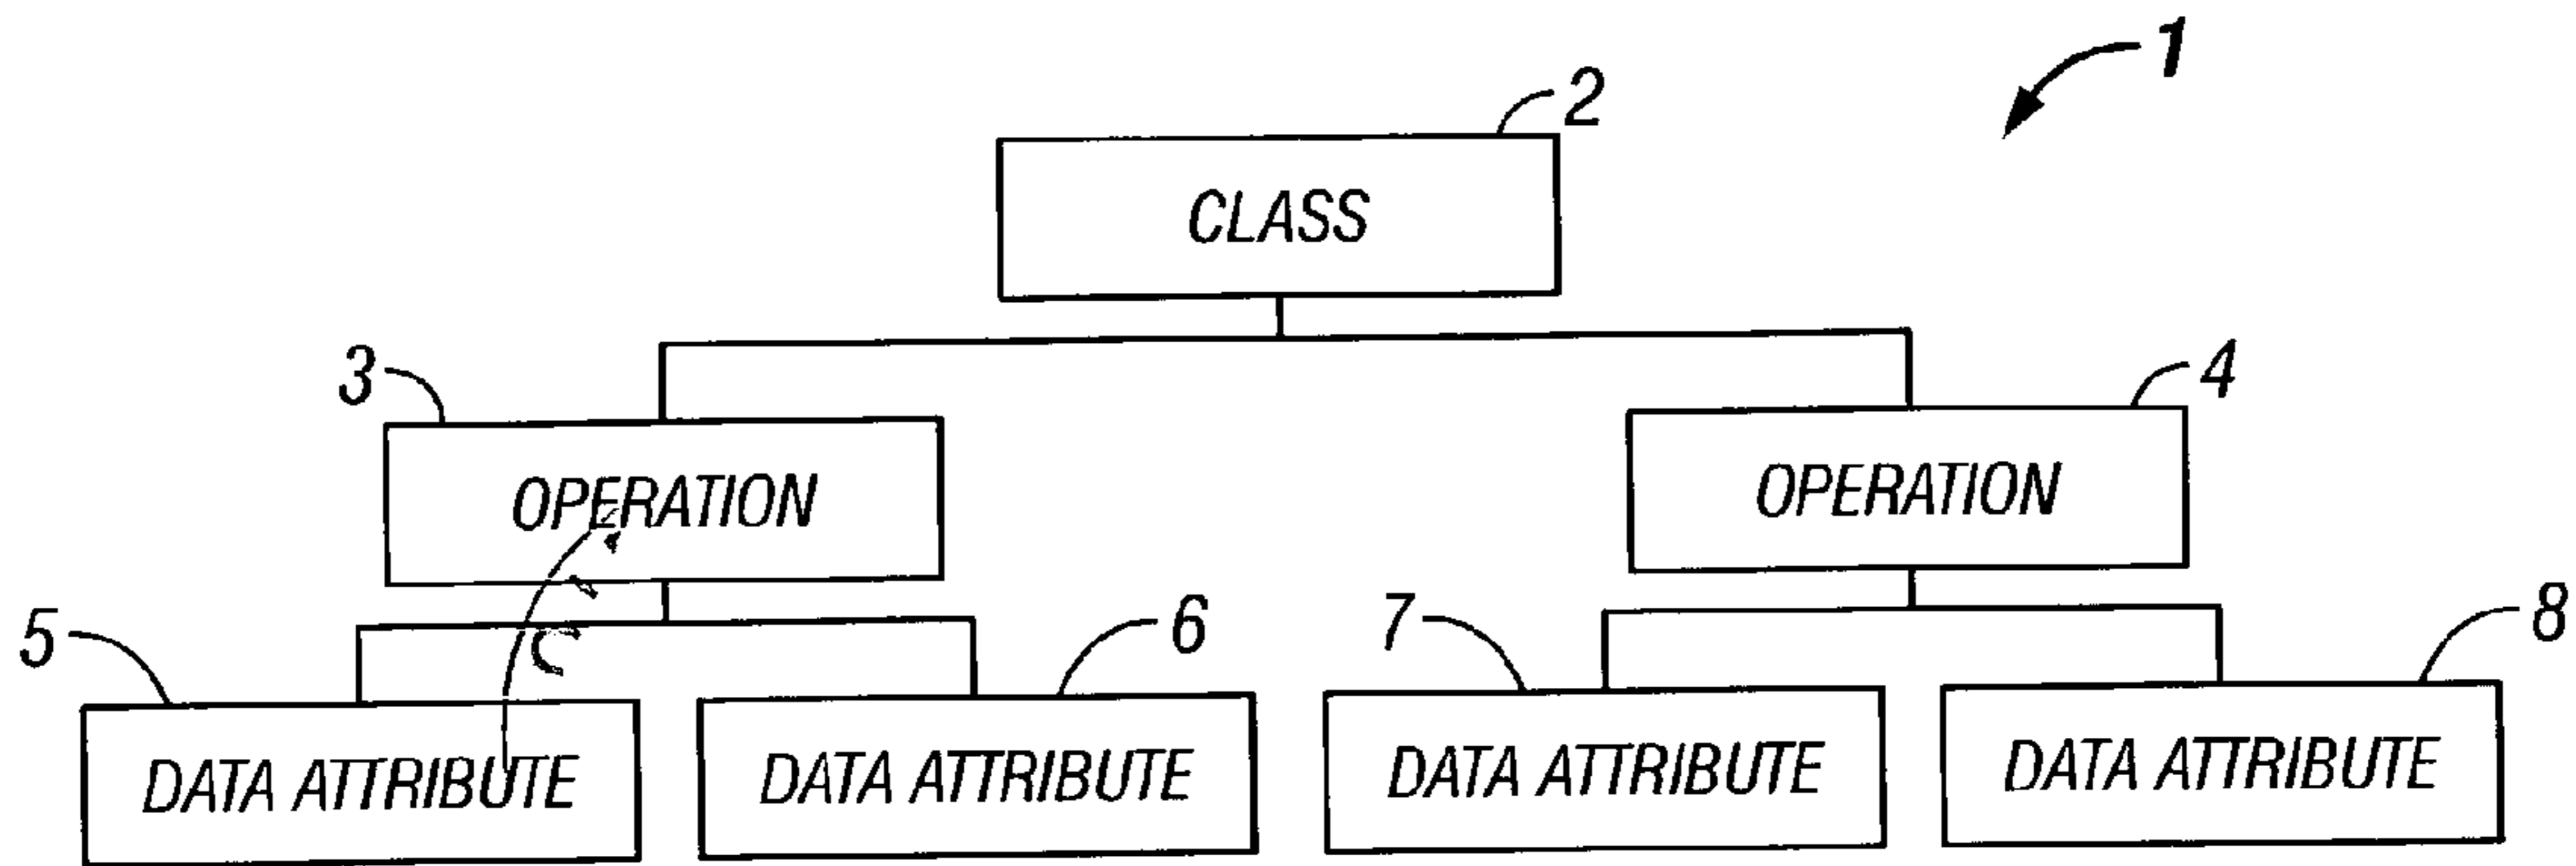 1
2
CLASS
3
4
OPERATION
OPERATION
5
6
7
8
DATA ATTRIBUTE
DATA ATTRIBUTE
DATA ATTRIBUTE
DATA ATTRIBUTE